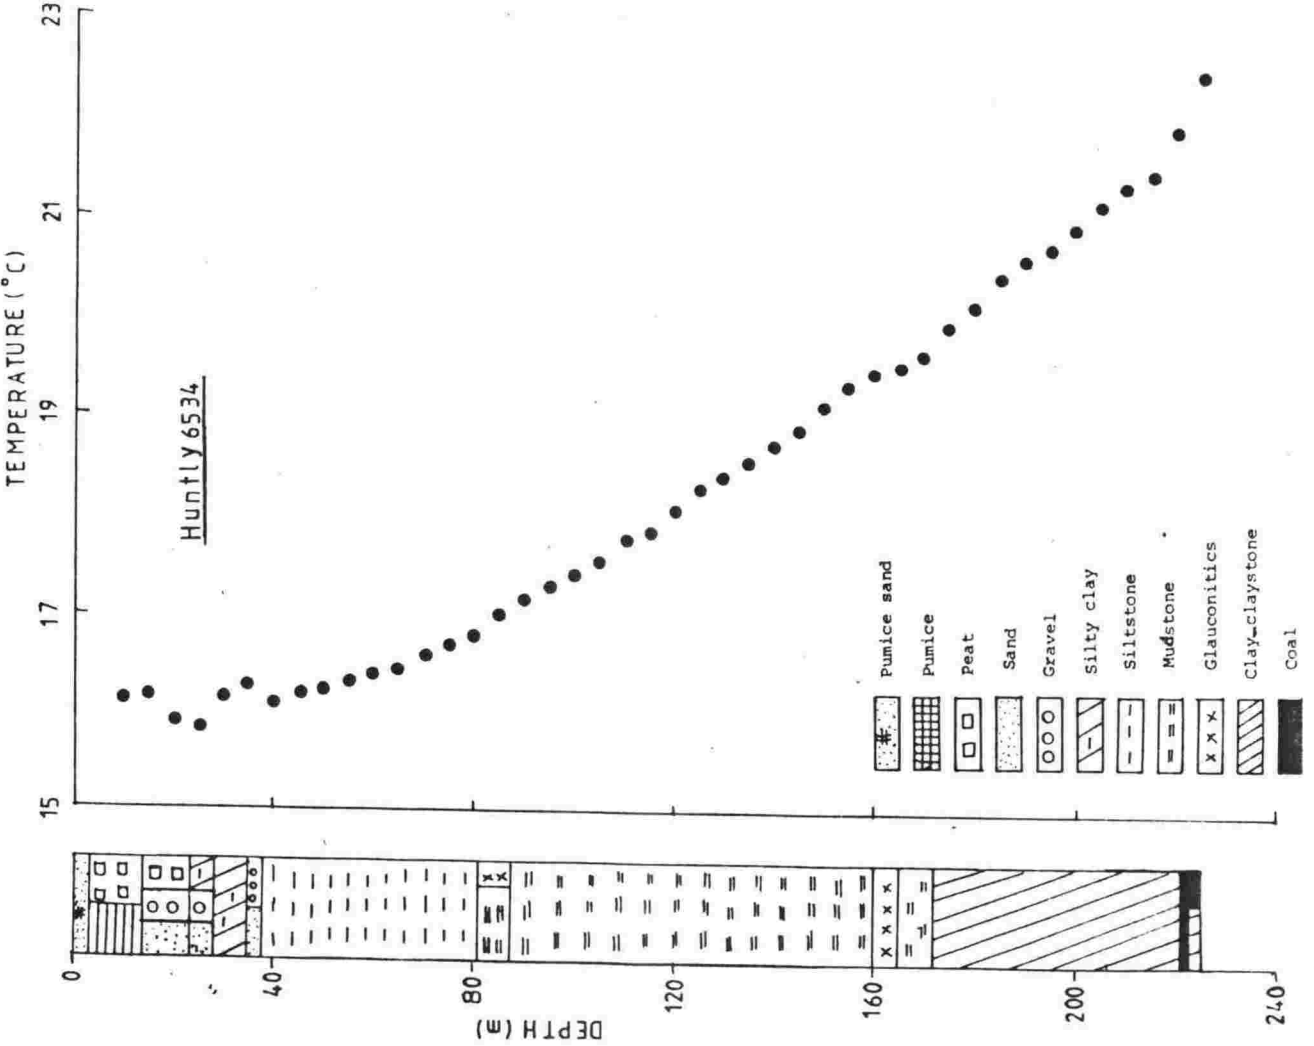 TEMPERATURE (°C)
15
17
19
21
23
Huntly 6534
DEPTH (m)
0
40
80
120
160
200
240
Pumice sand
Pumice
Peat
Sand
Gravel
Silty clay
Siltstone
Mudstone
Glauconitics
Clay-claystone
Coal